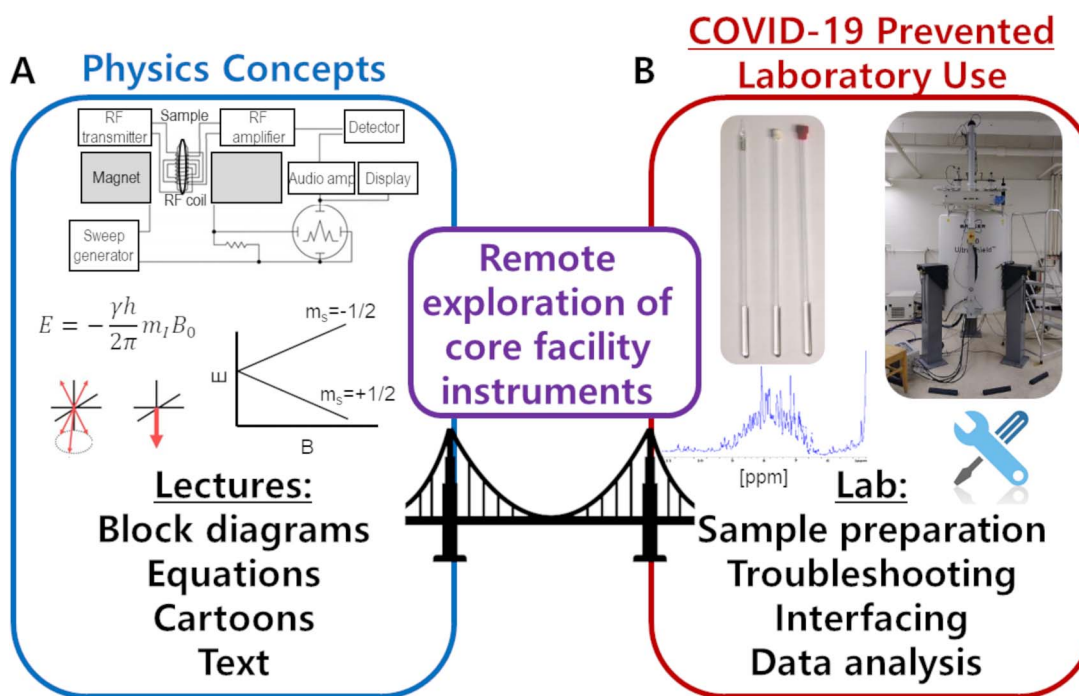 A
Physics Concepts
RF
transmitter
Sample
RF
amplifier
Detector
Magnet
RF coil
Audio amp
Display
Sweep
generator
E = − γh/2π m_I B₀
m_s=-1/2
E
m_s=+1/2
B
Lectures:
Block diagrams
Equations
Cartoons
Text
Remote
exploration of
core facility
instruments
COVID-19 Prevented
B
Laboratory Use
[ppm]
Lab:
Sample preparation
Troubleshooting
Interfacing
Data analysis